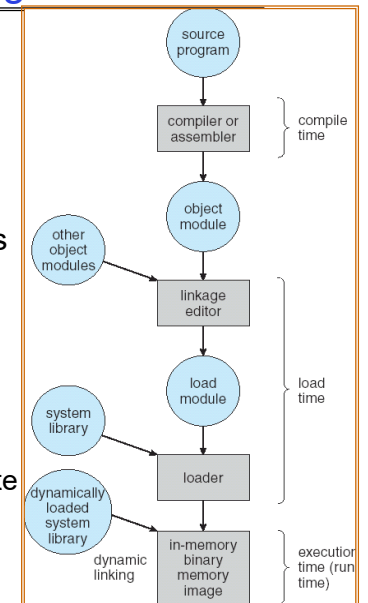 g
source
program
compiler or
assembler
compile
time
object
module
s
other
object
modules
linkage
editor
load
module
load
time
system
library
loader
te
dynamically
loaded
system
library
dynamic
linking
in-memory
binary
memory
image
execution
time (run
time)